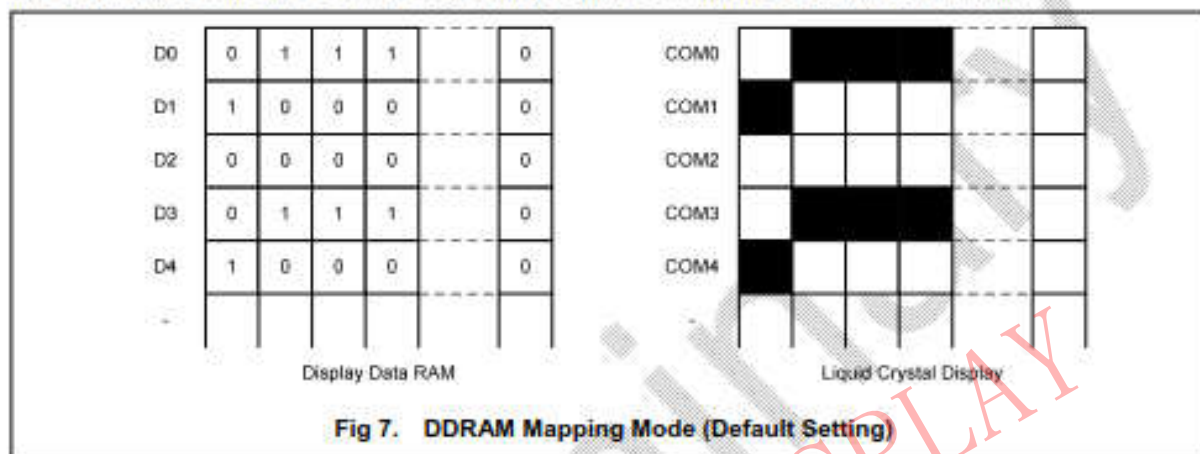 D0 0 1 1 1 0 COM0
D1 1 0 0 0 0 COM1
D2 0 0 0 0 0 COM2
D3 0 1 1 1 0 COM3
D4 1 0 0 0 0 COM4
- -
Display Data RAM Liquid Crystal Display
Fig 7. DDRAM Mapping Mode (Default Setting)